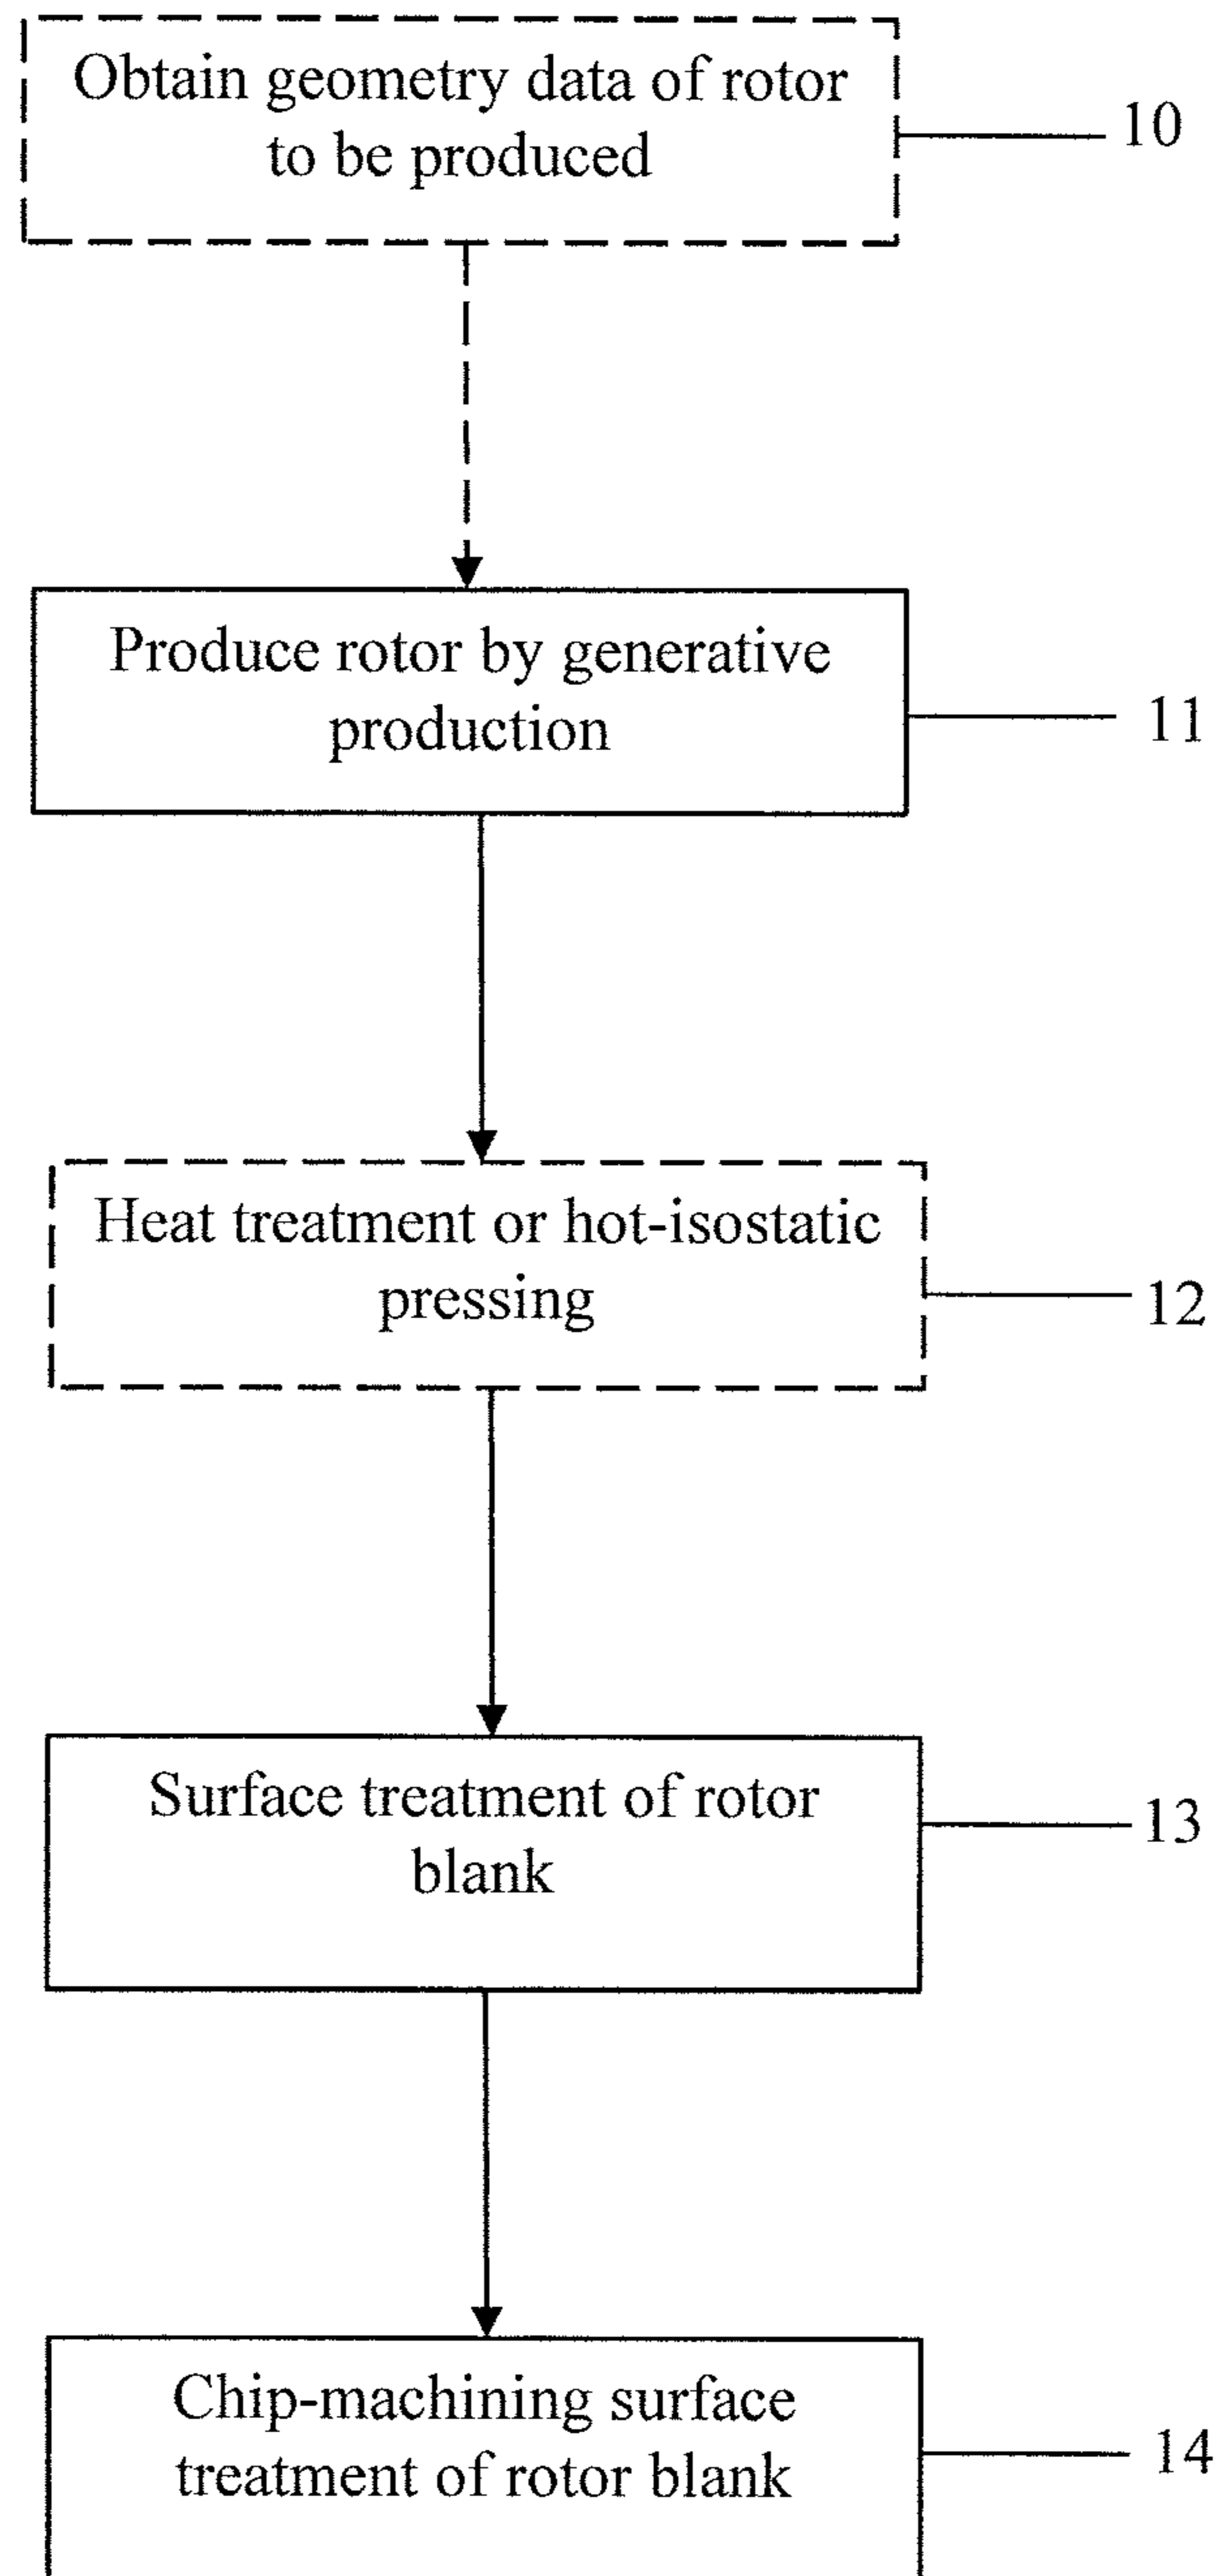 Obtain geometry data of rotor
to be produced
10
Produce rotor by generative
production
11
Heat treatment or hot-isostatic
pressing
12
Surface treatment of rotor
blank
13
Chip-machining surface
treatment of rotor blank
14